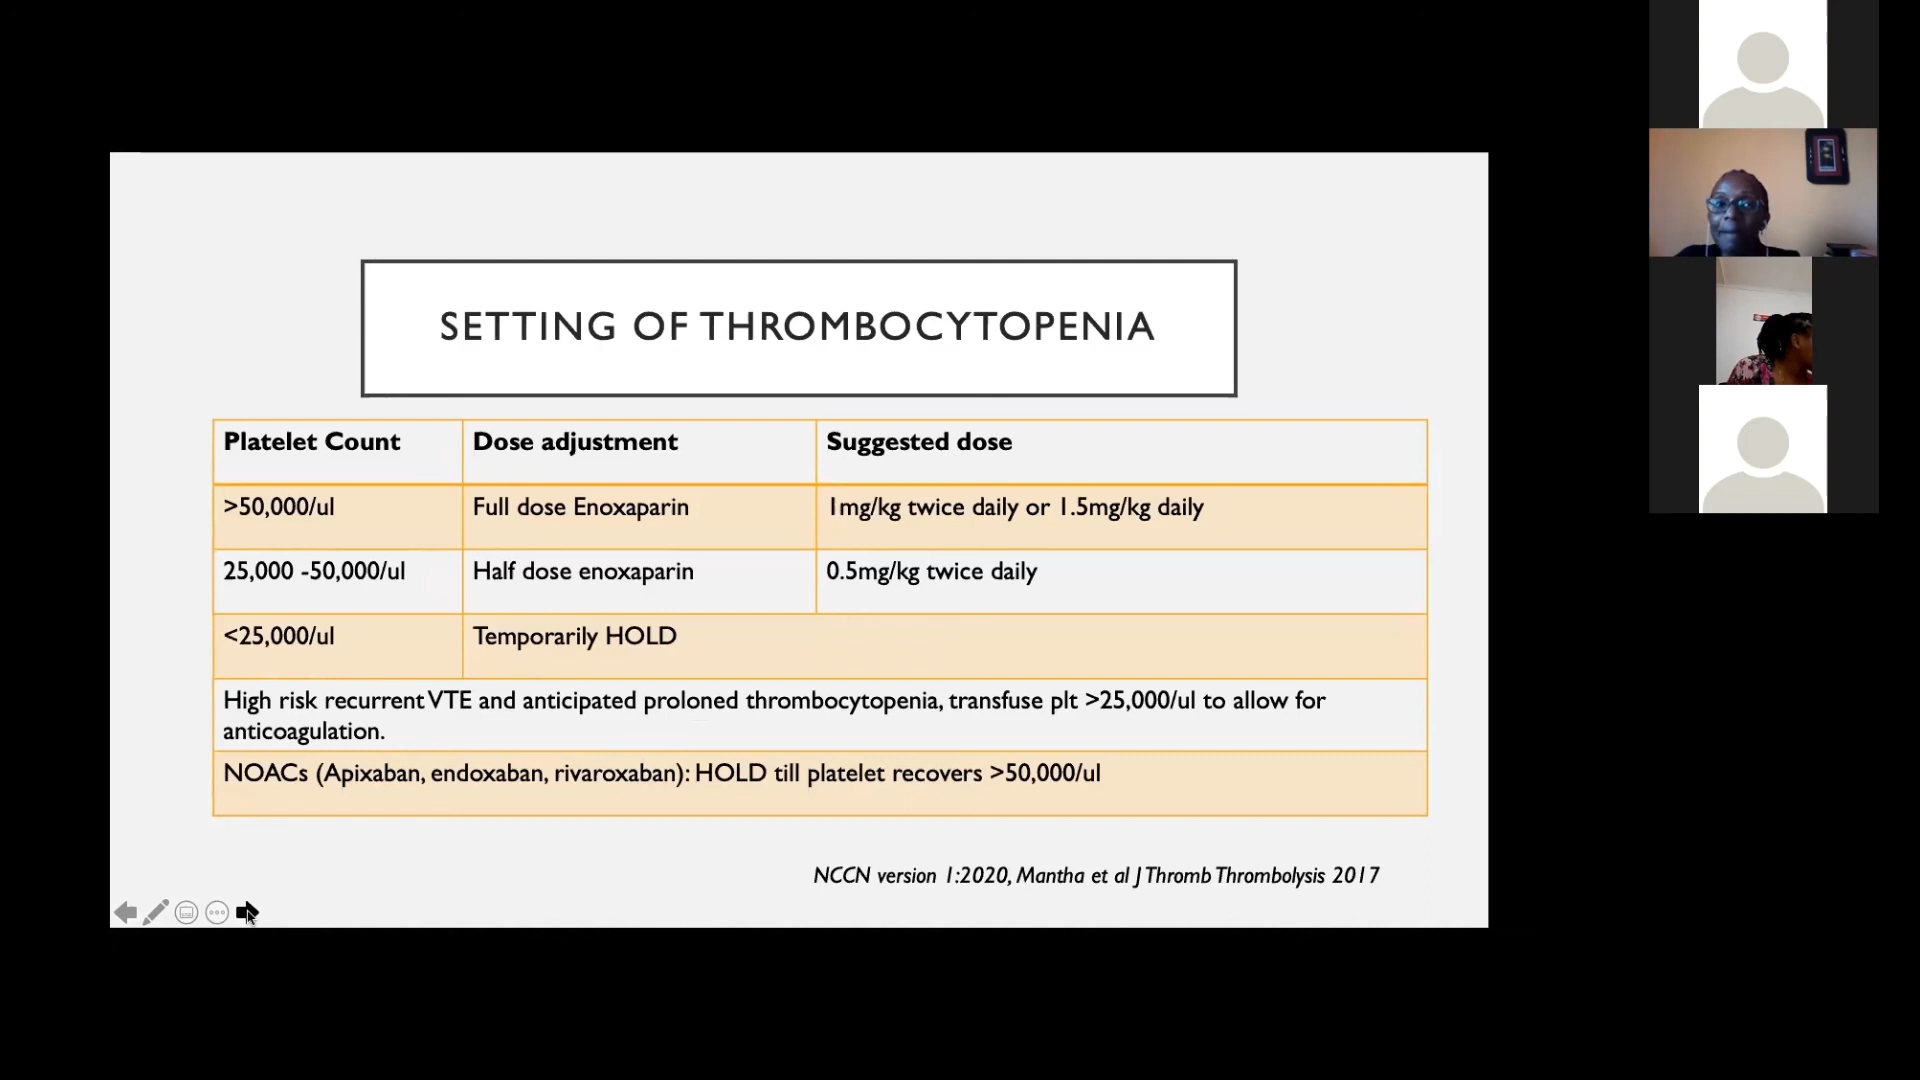 SETTING OF THROMBOCYTOPENIA
Platelet Count Dose adjustment Suggested dose
>50,000/ul Full dose Enoxaparin 1mg/kg twice daily or 1.5mg/kg daily
25,000 -50,000/ul Half dose enoxaparin 0.5mg/kg twice daily
<25,000/ul Temporarily HOLD
High risk recurrent VTE and anticipated proloned thrombocytopenia, transfuse plt >25,000/ul to allow for
anticoagulation.
NOACs (Apixaban, endoxaban, rivaroxaban): HOLD till platelet recovers >50,000/ul
NCCN version 1:2020, Mantha et al J Thromb Thrombolysis 2017